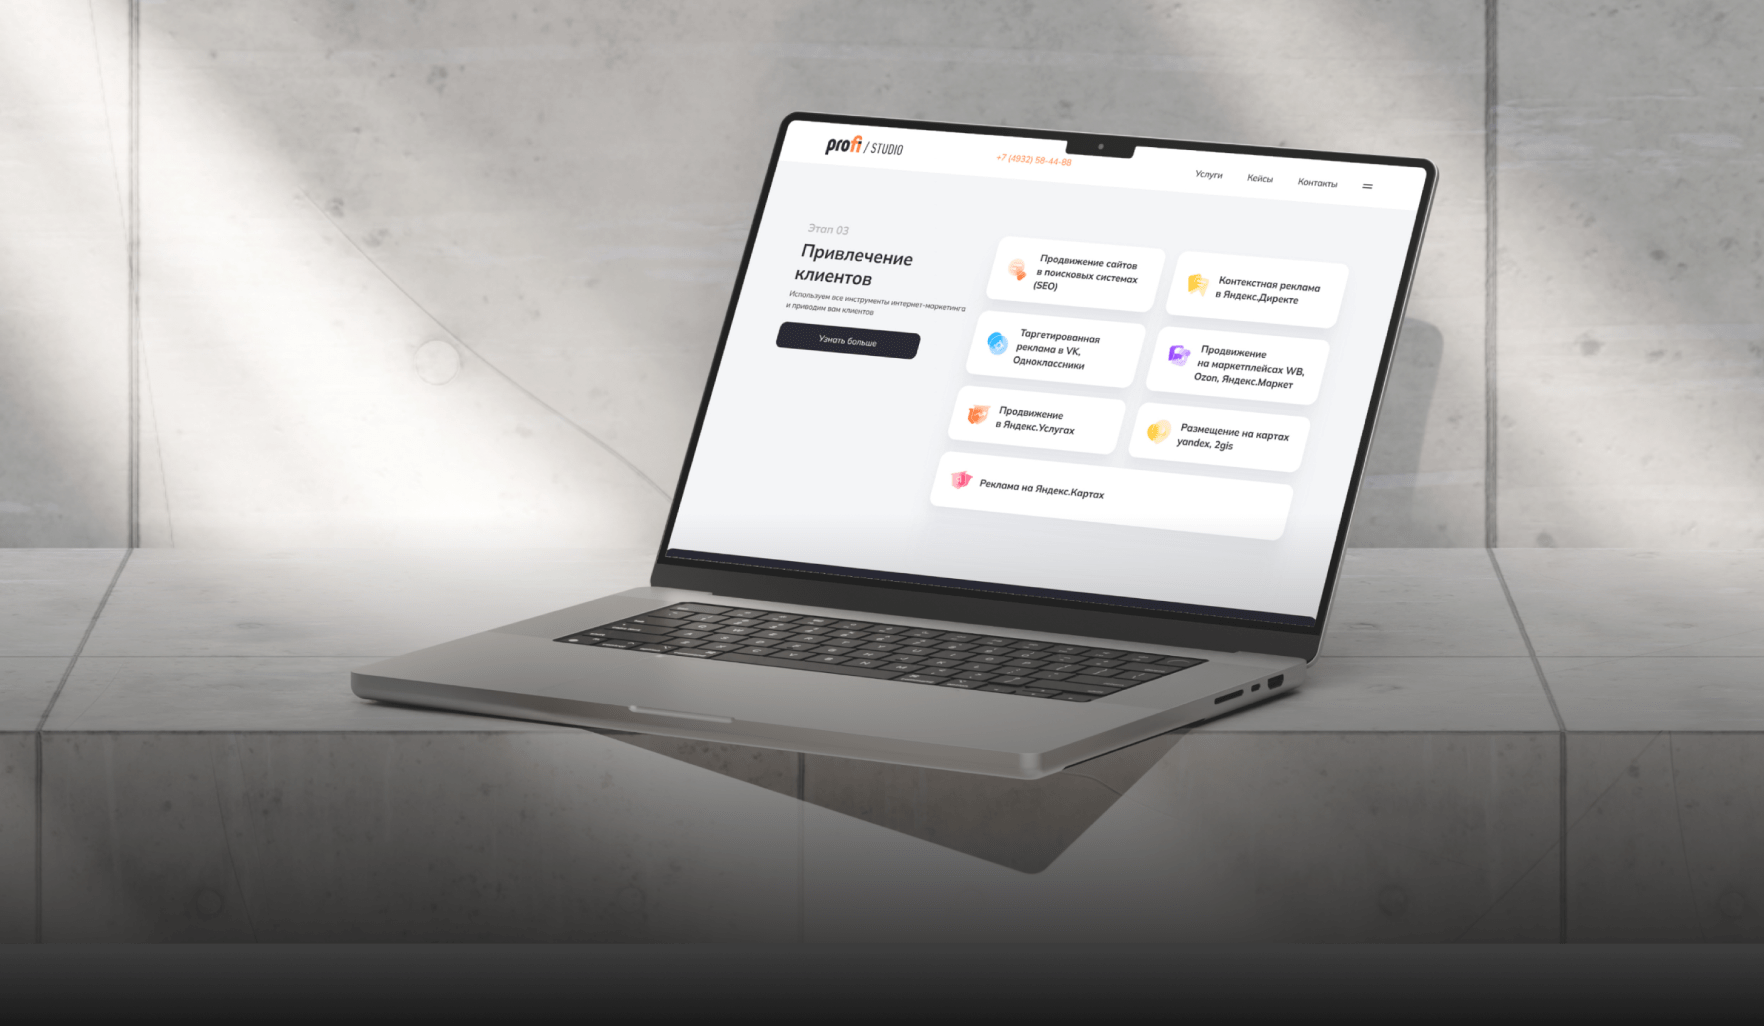 profi / STUDIO
+7 (4932) 58-44-88
Услуги
Кейсы
Контакты
Этап 03
Привлечение
клиентов
Используем все инструменты интернет-маркетинга
и приводим вам клиентов
Узнать больше
Продвижение сайтов
в поисковых системах
(SEO)
Контекстная реклама
в Яндекс.Директе
Таргетированная
реклама в VK,
Одноклассники
Продвижение
на маркетплейсах WB,
Ozon, Яндекс.Маркет
Продвижение
в Яндекс.Услугах
Размещение на картах
yandex, 2gis
Реклама на Яндекс.Картах